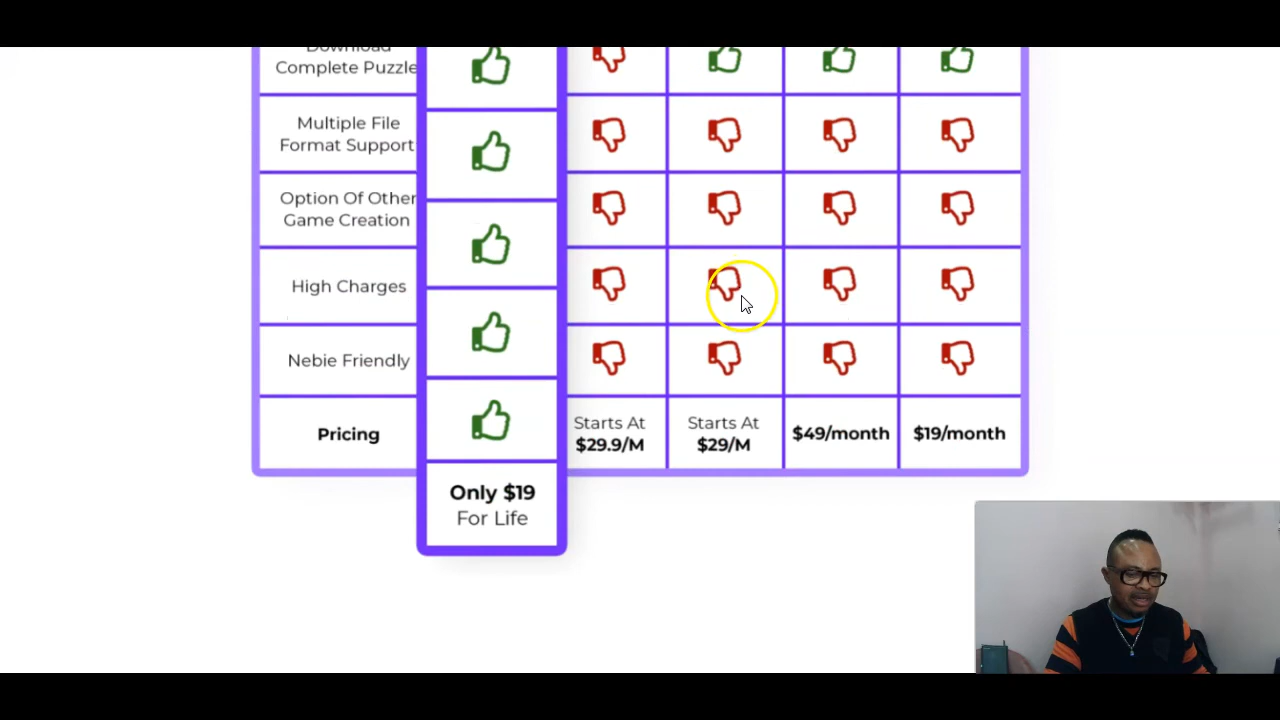 Download
Complete Puzzle
Multiple File
Format Support
Option Of Other
Game Creation
High Charges
Nebie Friendly
Pricing
Only $19
For Life
Starts At
$29.9/M
Starts At
$29/M
$49/month
$19/month